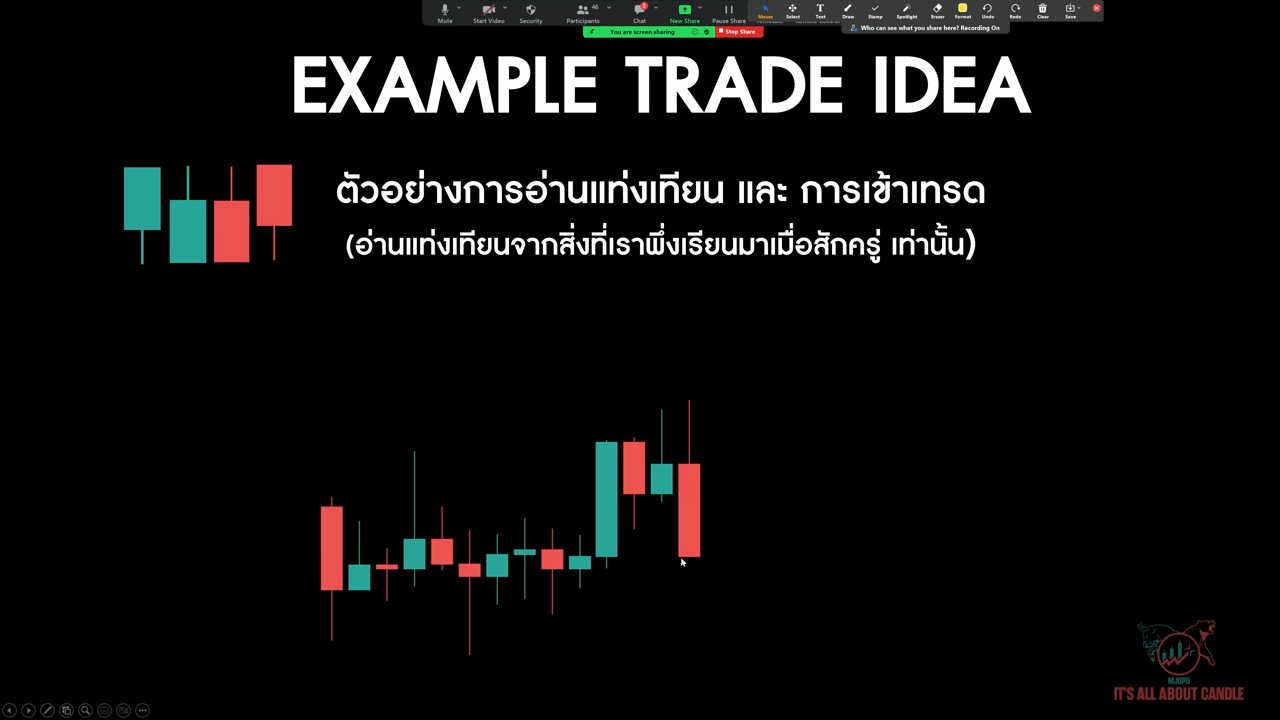 Mute
Start Video
Security
Participants
46
Chat
3
New Share
Pause Share
Mouse
Select
Text
Draw
Stamp
Spotlight
Eraser
Format
Undo
Redo
Clear
Save
You are screen sharing
Stop Share
Who can see what you share here? Recording On
EXAMPLE TRADE IDEA
ตัวอย่างการอ่านแท่งเทียน และ การเข้าเทรด
(อ่านแท่งเทียนจากสิ่งที่เราพึ่งเรียนมาเมื่อสักครู่ เท่านั้น)
MJOPO
IT'S ALL ABOUT CANDLE